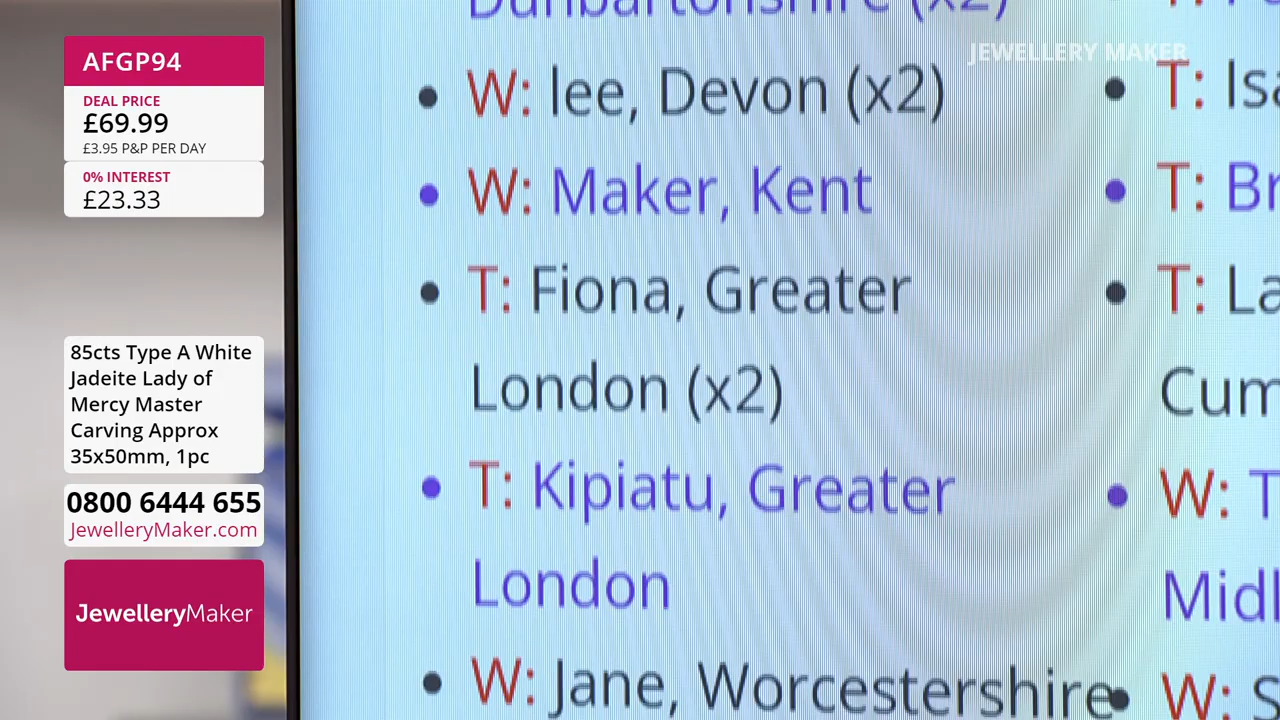 AFGP94
DEAL PRICE
£69.99
£3.95 P&P PER DAY
0% INTEREST
£23.33
85cts Type A White
Jadeite Lady of
Mercy Master
Carving Approx
35x50mm, 1pc
0800 6444 655
JewelleryMaker.com
JewelleryMaker
JEWELLERY MAKER
Dunbartonshire (x2)
• W: lee, Devon (x2)
• W: Maker, Kent
• T: Fiona, Greater
London (x2)
• T: Kipiatu, Greater
London
• W: Jane, Worcestershire
T:
• T:
• T:
• T:
• W:
• W: